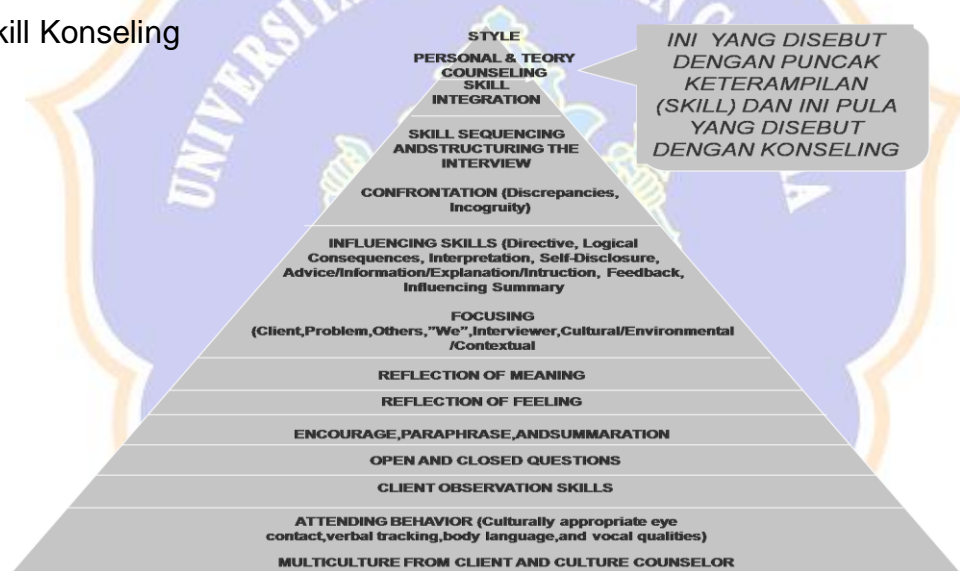 kill Konseling
STYLE
PERSONAL & TEORY
COUNSELING
SKILL
INTEGRATION
SKILL SEQUENCING
ANDSTRUCTURING THE
INTERVIEW
CONFRONTATION (Discrepancies,
Incogruity)
INFLUENCING SKILLS (Directive, Logical
Consequences, Interpretation, Self-Disclosure,
Advice/Information/Explanation/Intruction, Feedback,
Influencing Summary
FOCUSING
(Client,Problem,Others,"We",Interviewer,Cultural/Environmental
/Contextual
REFLECTION OF MEANING
REFLECTION OF FEELING
ENCOURAGE,PARAPHRASE,ANDSUMMARATION
OPEN AND CLOSED QUESTIONS
CLIENT OBSERVATION SKILLS
ATTENDING BEHAVIOR (Culturally appropriate eye
contact,verbal tracking,body language,and vocal qualities)
MULTICULTURE FROM CLIENT AND CULTURE COUNSELOR
INI YANG DISEBUT
DENGAN PUNCAK
KETERAMPILAN
(SKILL) DAN INI PULA
YANG DISEBUT
DENGAN KONSELING